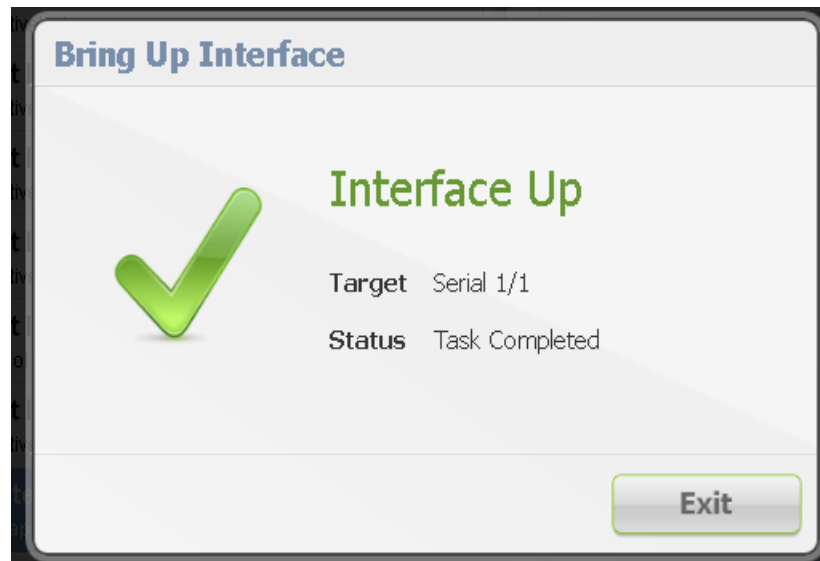 Bring Up Interface
Interface Up
Target Serial 1/1
Status Task Completed
Exit